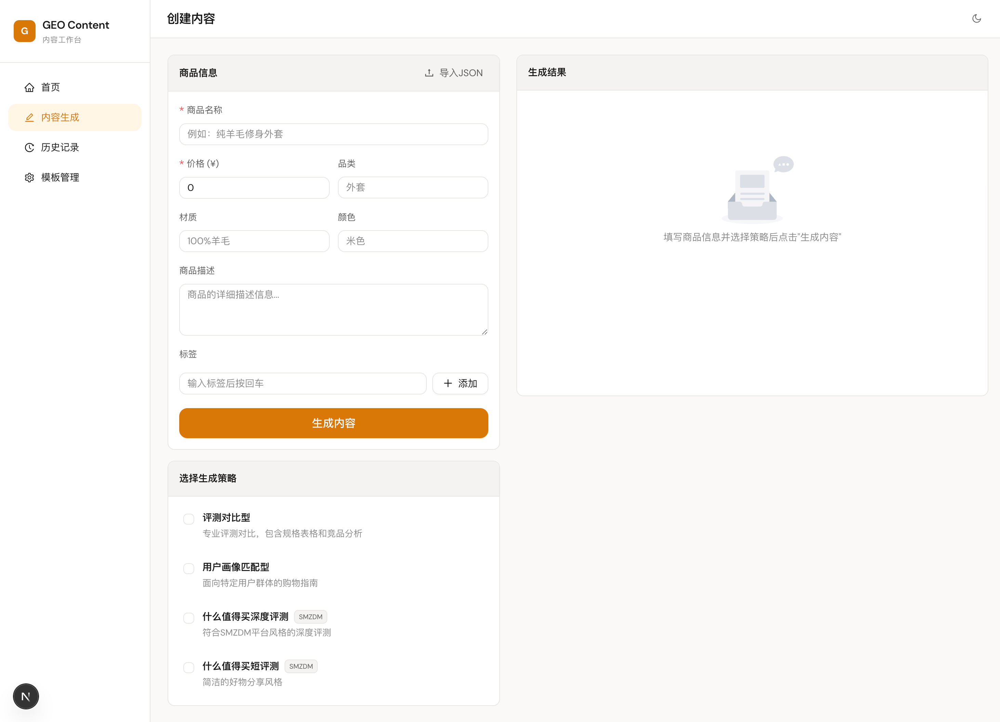 G
GEO Content
内容工作台
首页
内容生成
历史记录
模板管理
N
创建内容
商品信息
导入JSON
* 商品名称
例如：纯羊毛修身外套
* 价格 (¥)
品类
0
外套
材质
颜色
100%羊毛
米色
商品描述
商品的详细描述信息...
标签
输入标签后按回车
添加
生成内容
选择生成策略
评测对比型
专业评测对比，包含规格表格和竞品分析
用户画像匹配型
面向特定用户群体的购物指南
什么值得买深度评测 SMZDM
符合SMZDM平台风格的深度评测
什么值得买短评测 SMZDM
简洁的好物分享风格
生成结果
填写商品信息并选择策略后点击"生成内容"